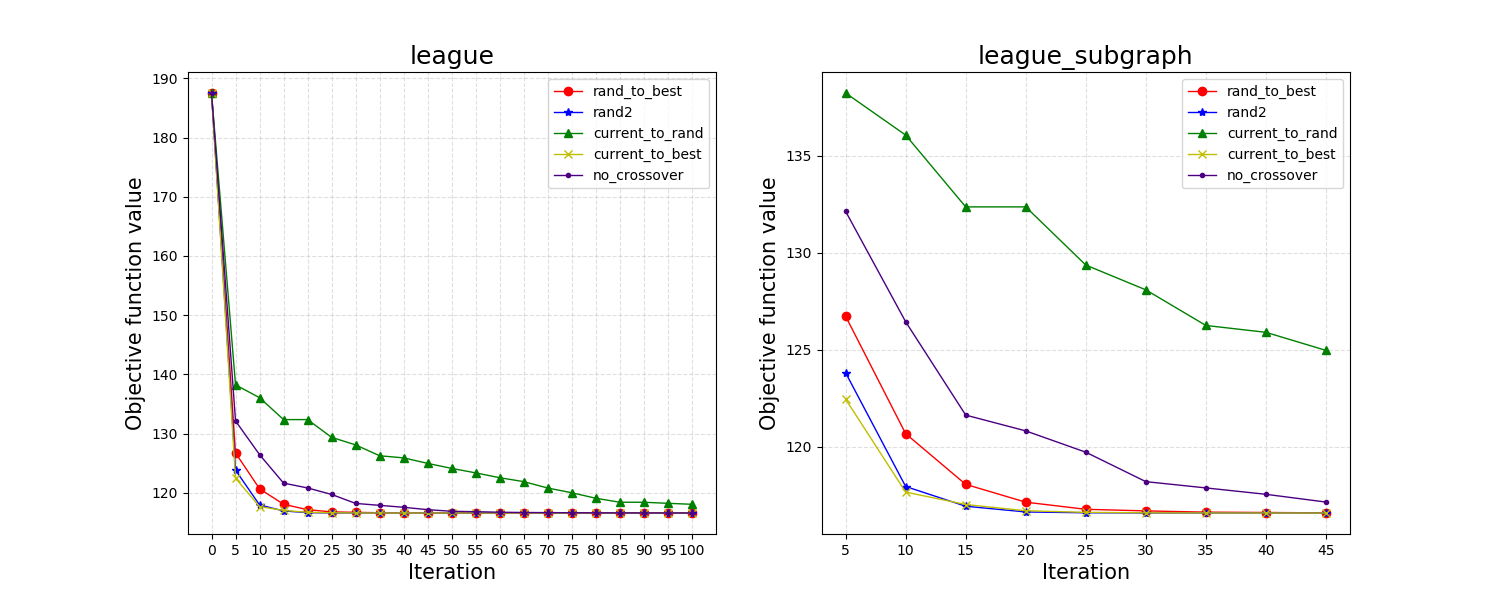 league
190
180
170
160
150
140
130
120
Objective function value
0 5 10 15 20 25 30 35 40 45 50 55 60 65 70 75 80 85 90 95 100
Iteration
rand_to_best
rand2
current_to_rand
current_to_best
no_crossover
league_subgraph
135
130
125
120
Objective function value
5 10 15 20 25 30 35 40 45
Iteration
rand_to_best
rand2
current_to_rand
current_to_best
no_crossover